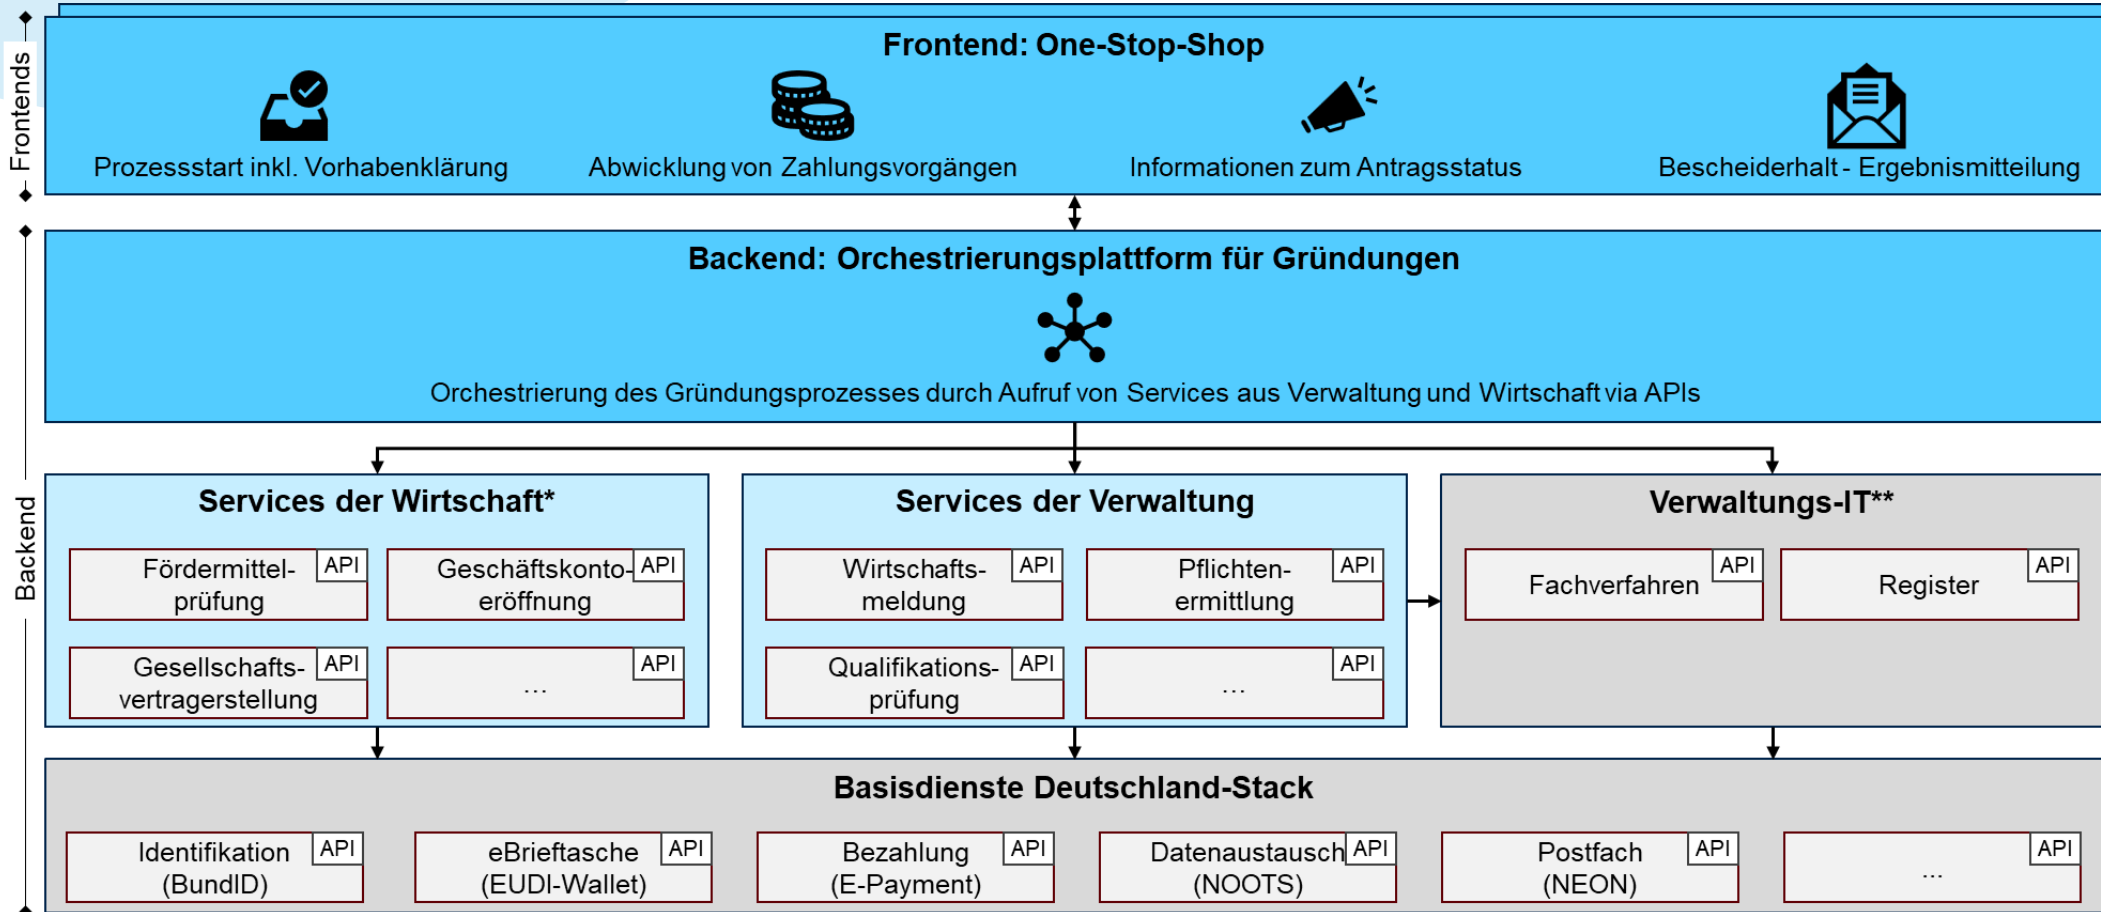 Frontends
Frontend: One-Stop-Shop
Prozessstart inkl. Vorhabenklärung
Abwicklung von Zahlungsvorgängen
Informationen zum Antragsstatus
Bescheiderhalt - Ergebnismitteilung
Backend
Backend: Orchestrierungsplattform für Gründungen
Orchestrierung des Gründungsprozesses durch Aufruf von Services aus Verwaltung und Wirtschaft via APIs
Services der Wirtschaft*
Fördermittel-
prüfung
API
Geschäftskonto-
eröffnung
API
Gesellschafts-
vertragerstellung
API
...
API
Services der Verwaltung
Wirtschafts-
meldung
API
Pflichten-
ermittlung
API
Qualifikations-
prüfung
API
...
API
Verwaltungs-IT**
Fachverfahren
API
Register
API
Basisdienste Deutschland-Stack
Identifikation
(BundID)
API
eBrieftasche
(EUDI-Wallet)
API
Bezahlung
(E-Payment)
API
Datenaustausch
(NOOTS)
API
Postfach
(NEON)
API
...
API